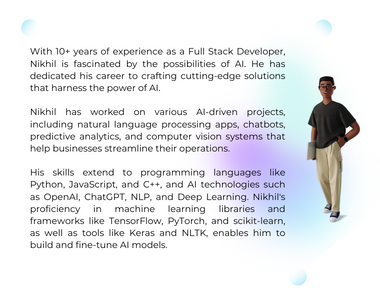 With 10+ years of experience as a Full Stack Developer,
Nikhil is fascinated by the possibilities of AI. He has
dedicated his career to crafting cutting-edge solutions
that harness the power of AI.
Nikhil has worked on various AI-driven projects,
including natural language processing apps, chatbots,
predictive analytics, and computer vision systems that
help businesses streamline their operations.
His skills extend to programming languages like
Python, JavaScript, and C++, and AI technologies such
as OpenAI, ChatGPT, NLP, and Deep Learning. Nikhil's
proficiency in machine learning libraries and
frameworks like TensorFlow, PyTorch, and scikit-learn,
as well as tools like Keras and NLTK, enables him to
build and fine-tune AI models.